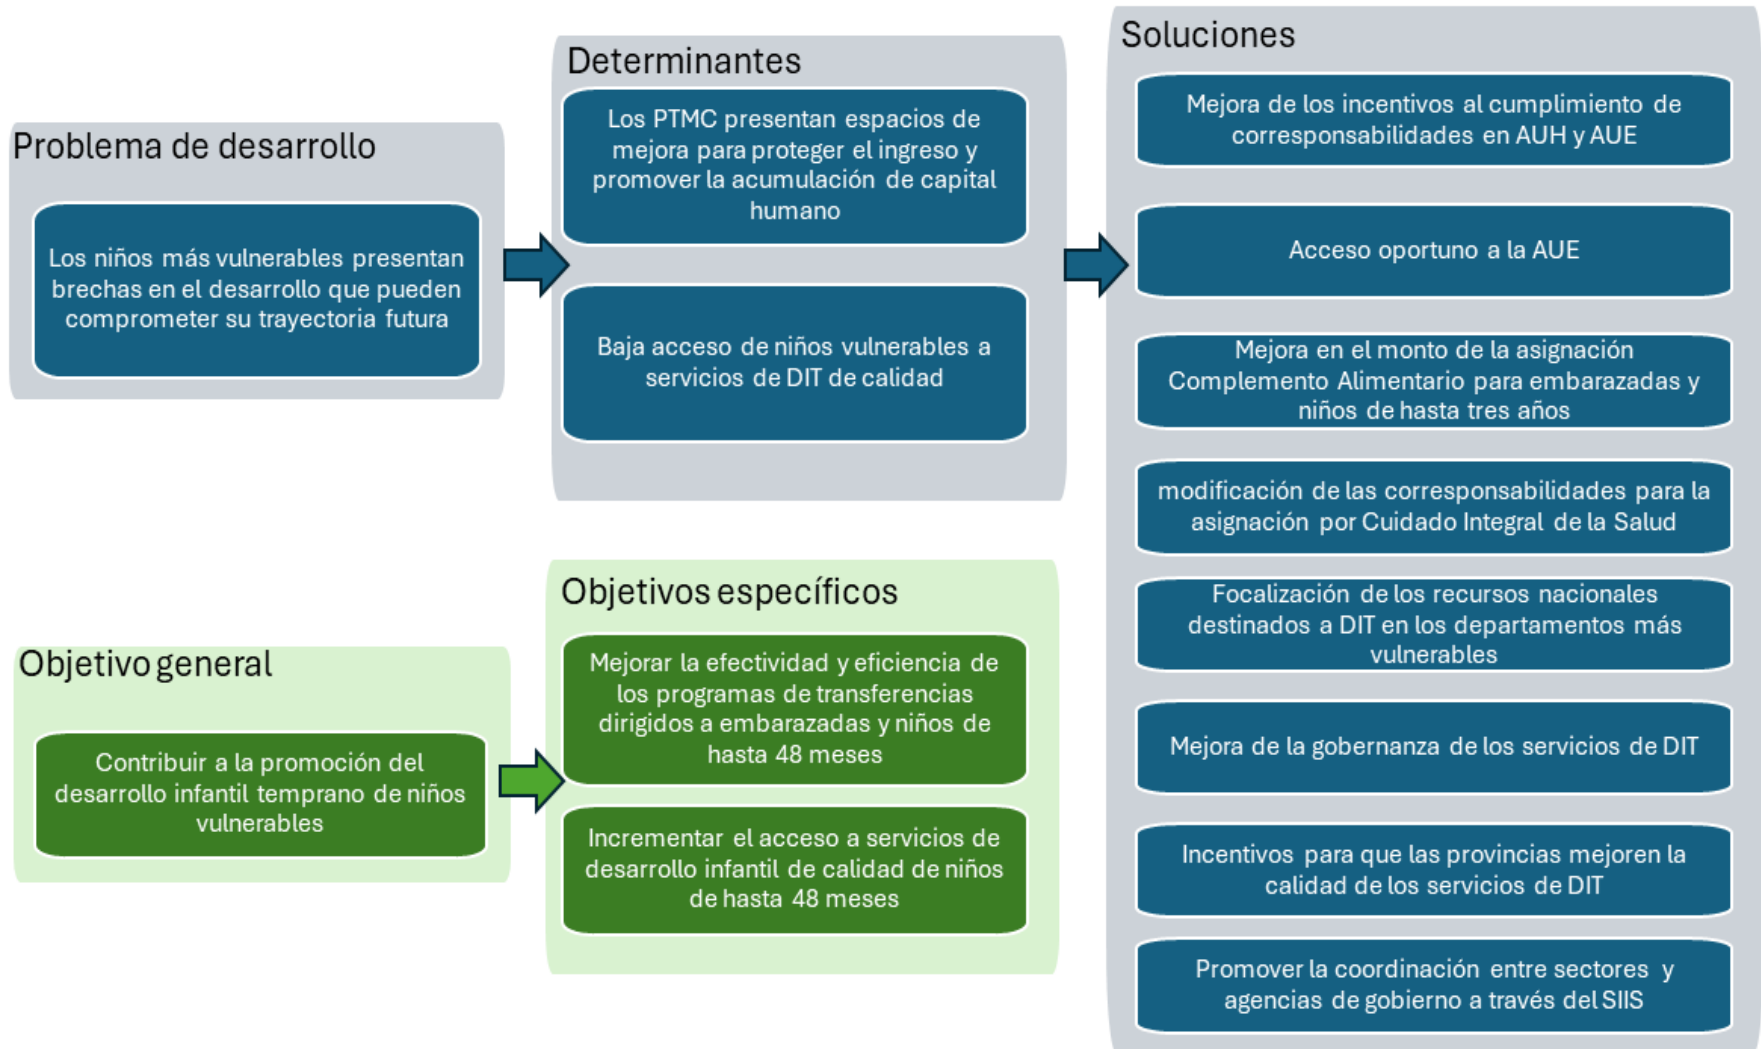 Problema de desarrollo
Los niños más vulnerables presentan
brechas en el desarrollo que pueden
comprometer su trayectoria futura
Determinantes
Los PTMC presentan espacios de
mejora para proteger el ingreso y
promover la acumulación de capital
humano
Baja acceso de niños vulnerables a
servicios de DIT de calidad
Soluciones
Mejora de los incentivos al cumplimiento de
corresponsabilidades en AUH y AUE
Acceso oportuno a la AUE
Mejora en el monto de la asignación
Complemento Alimentario para embarazadas y
niños de hasta tres años
modificación de las corresponsabilidades para la
asignación por Cuidado Integral de la Salud
Focalización de los recursos nacionales
destinados a DIT en los departamentos más
vulnerables
Mejora de la gobernanza de los servicios de DIT
Incentivos para que las provincias mejoren la
calidad de los servicios de DIT
Promover la coordinación entre sectores y
agencias de gobierno a través del SIIS
Objetivo general
Contribuir a la promoción del
desarrollo infantil temprano de niños
vulnerables
Objetivos específicos
Mejorar la efectividad y eficiencia de
los programas de transferencias
dirigidos a embarazadas y niños de
hasta 48 meses
Incrementar el acceso a servicios de
desarrollo infantil de calidad de niños
de hasta 48 meses